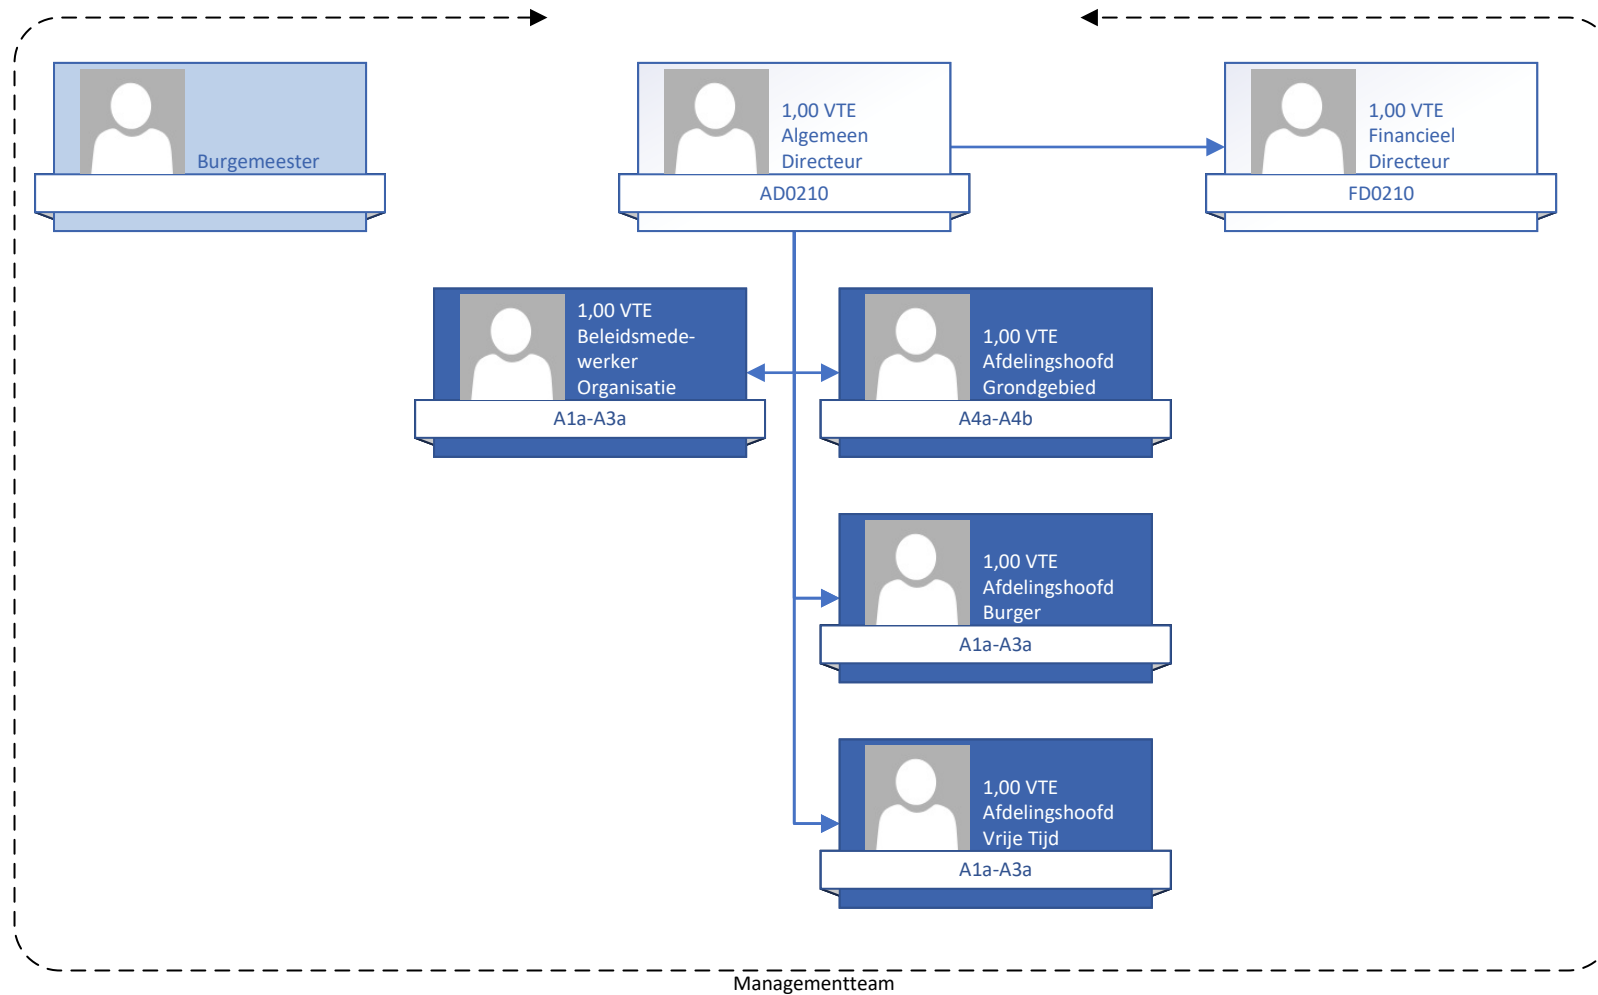 Burgemeester
1,00 VTE
Algemeen
Directeur
AD0210
1,00 VTE
Financieel
Directeur
FD0210
1,00 VTE
Beleidsmede-
werker
Organisatie
A1a-A3a
1,00 VTE
Afdelingshoofd
Grondgebied
A4a-A4b
1,00 VTE
Afdelingshoofd
Burger
A1a-A3a
1,00 VTE
Afdelingshoofd
Vrije Tijd
A1a-A3a
Managementteam